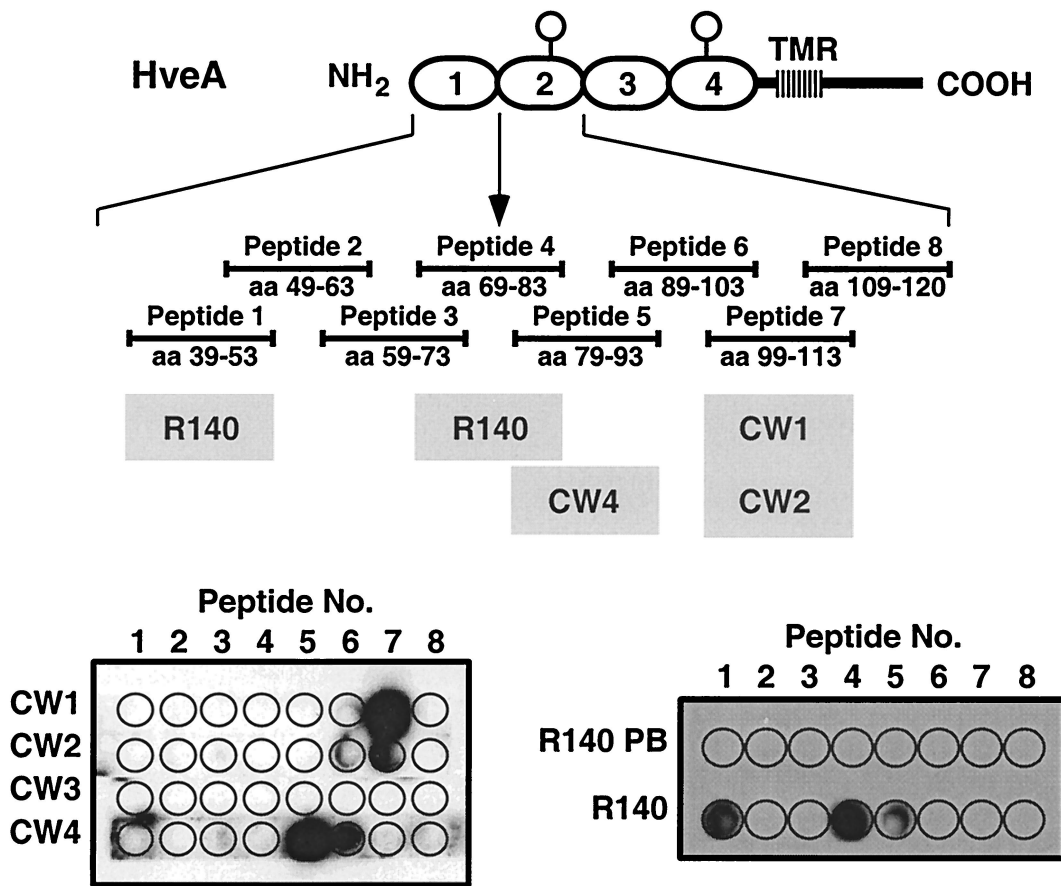 HveA NH2 1 2 3 4 TMR COOH
Peptide 2 Peptide 4 Peptide 6 Peptide 8
aa 49-63 aa 69-83 aa 89-103 aa 109-120
Peptide 1 Peptide 3 Peptide 5 Peptide 7
aa 39-53 aa 59-73 aa 79-93 aa 99-113
R140 R140 CW1
CW4 CW2
Peptide No.
1 2 3 4 5 6 7 8
CW1
CW2
CW3
CW4
Peptide No.
1 2 3 4 5 6 7 8
R140 PB
R140